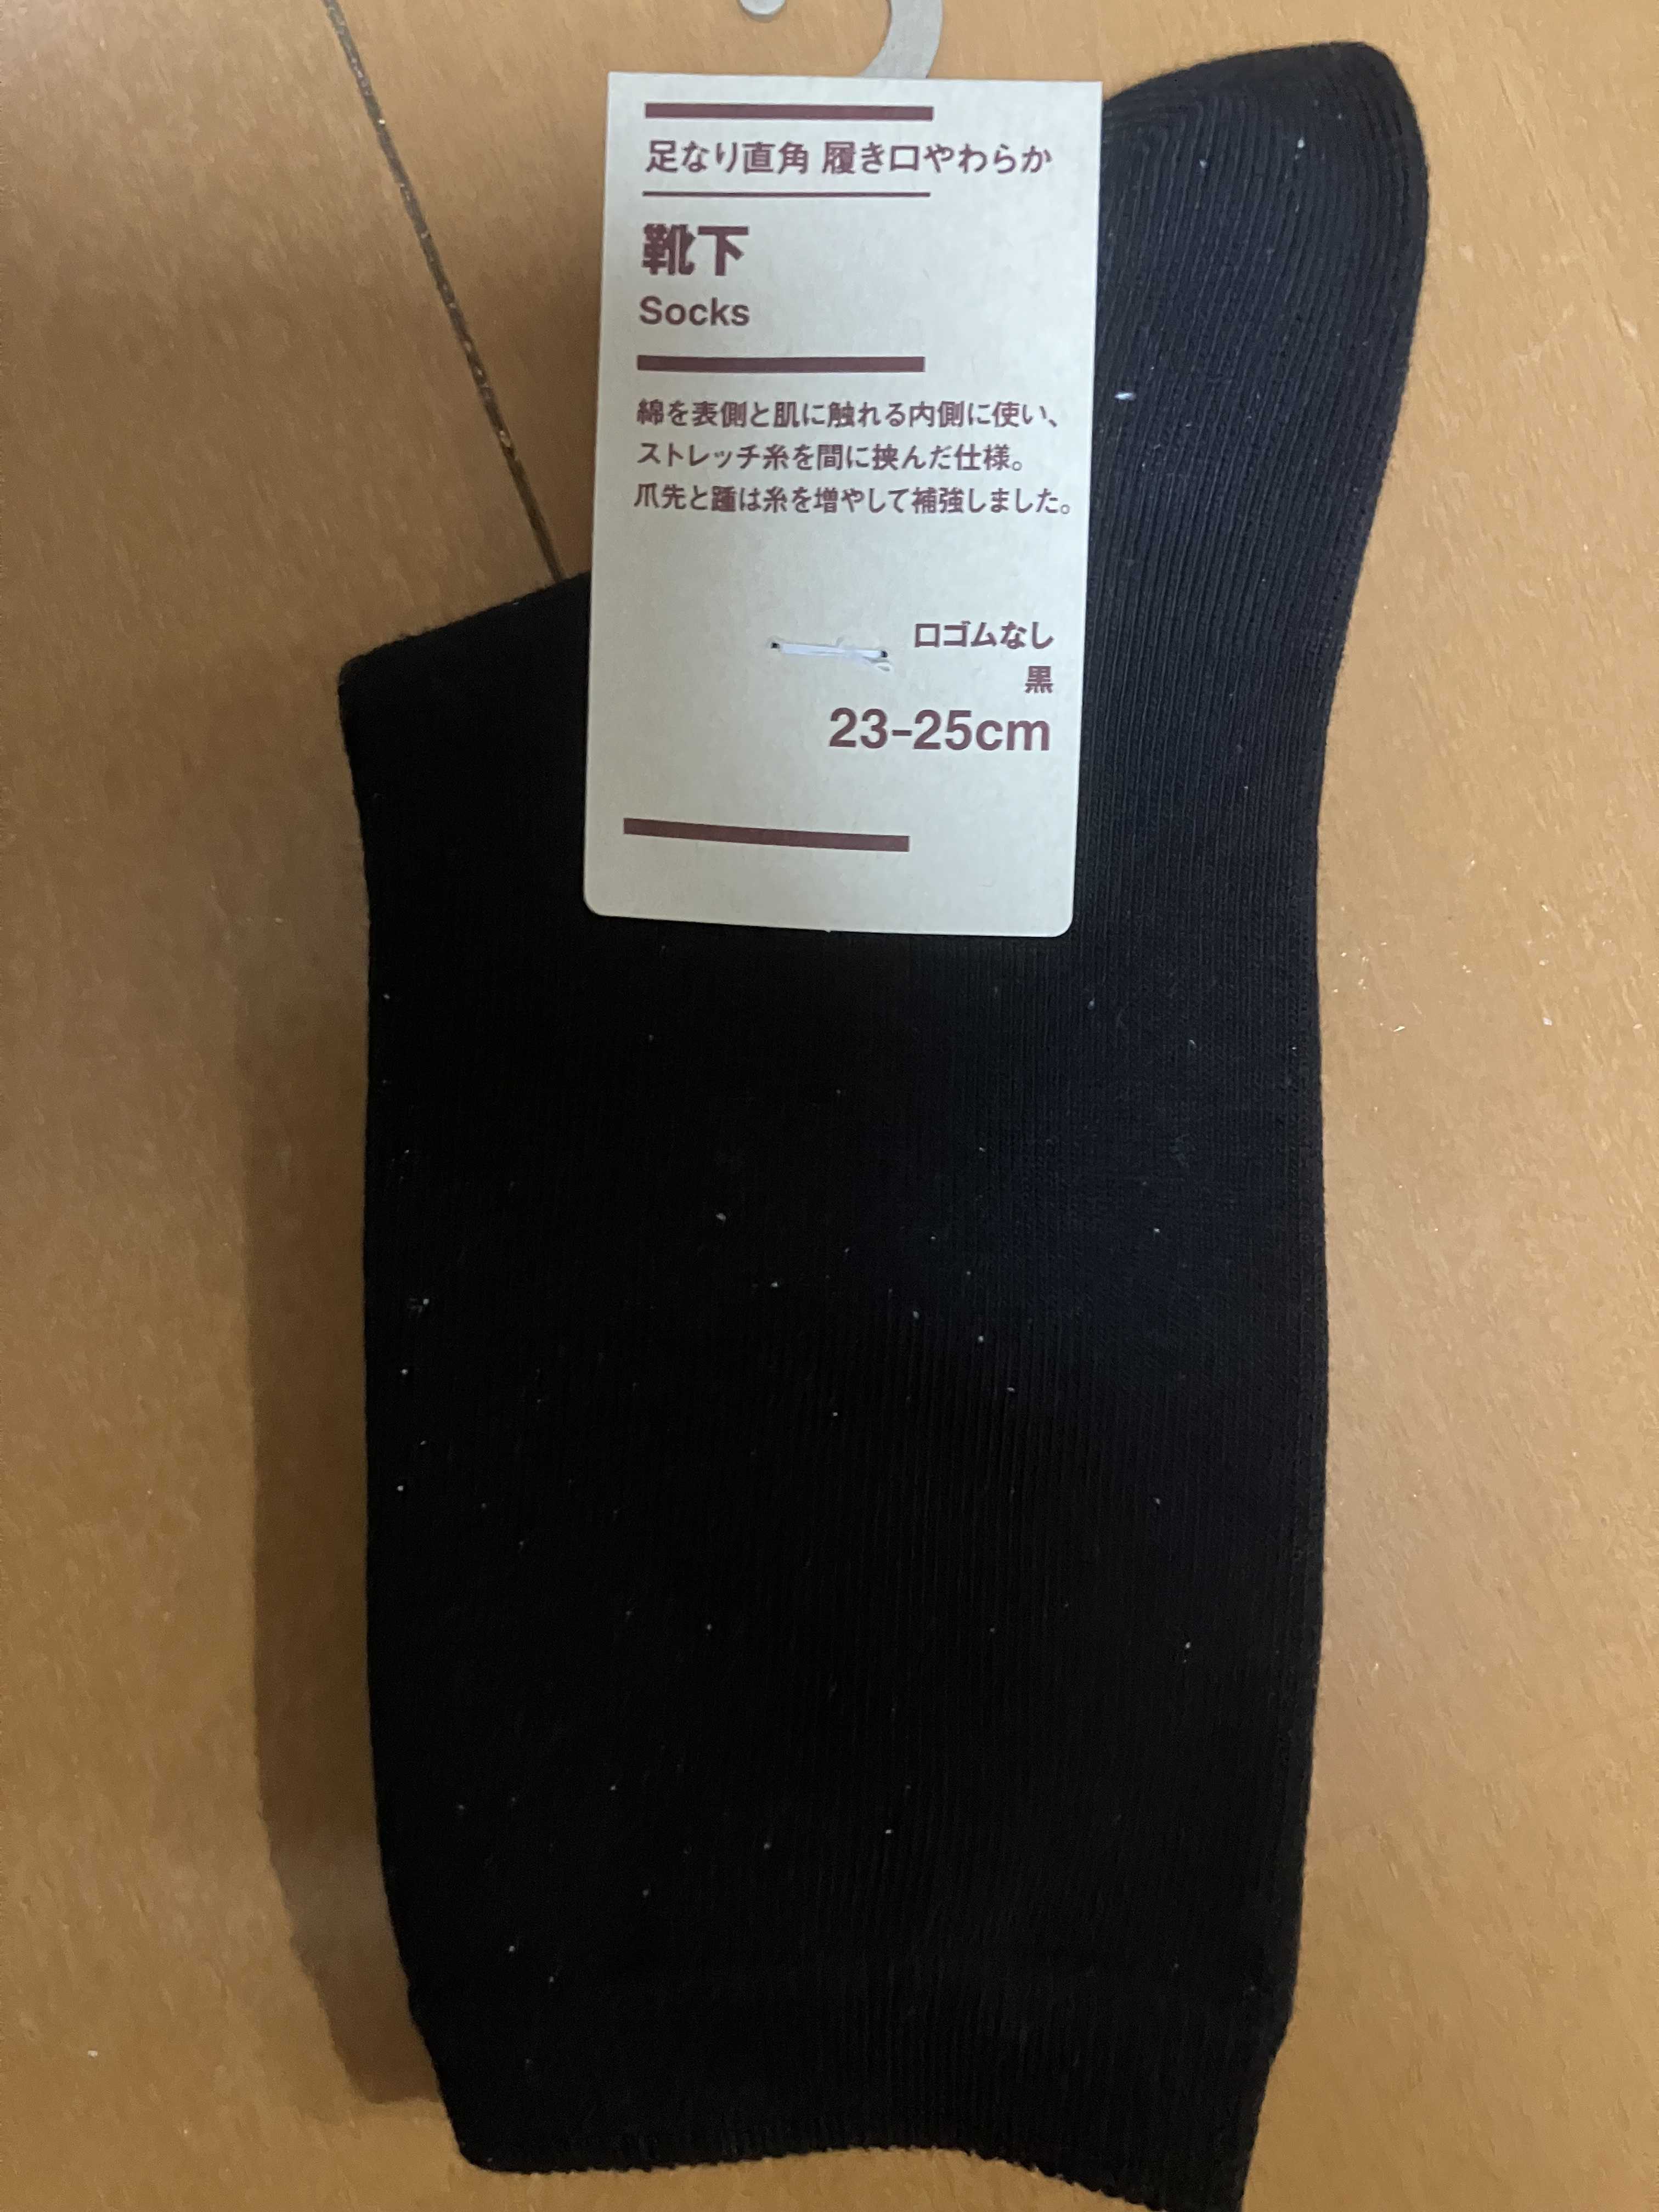 足なり直角 履き口やわらか
靴下
Socks
綿を表側と肌に触れる内側に使い、
ストレッチ糸を間に挟んだ仕様。
爪先と踵は糸を増やして補強しました。
口ゴムなし
黒
23-25cm